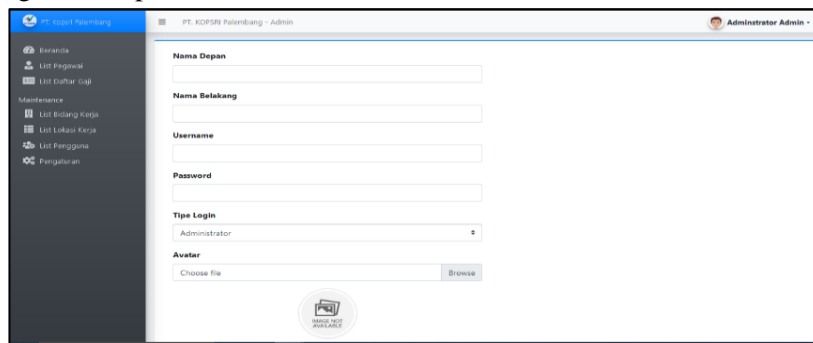 PT. Kopsri Palembang
PT. KOPSRI Palembang - Admin
Adminstrator Admin
Beranda
List Pegawai
List Daftar Gaji
Maintenance
List Bidang Kerja
List Lokasi Kerja
List Pengguna
Pengaturan
Nama Depan
Nama Belakang
Username
Password
Tipe Login
Administrator
Avatar
Choose file
Browse
IMAGE NOT
AVAILABLE